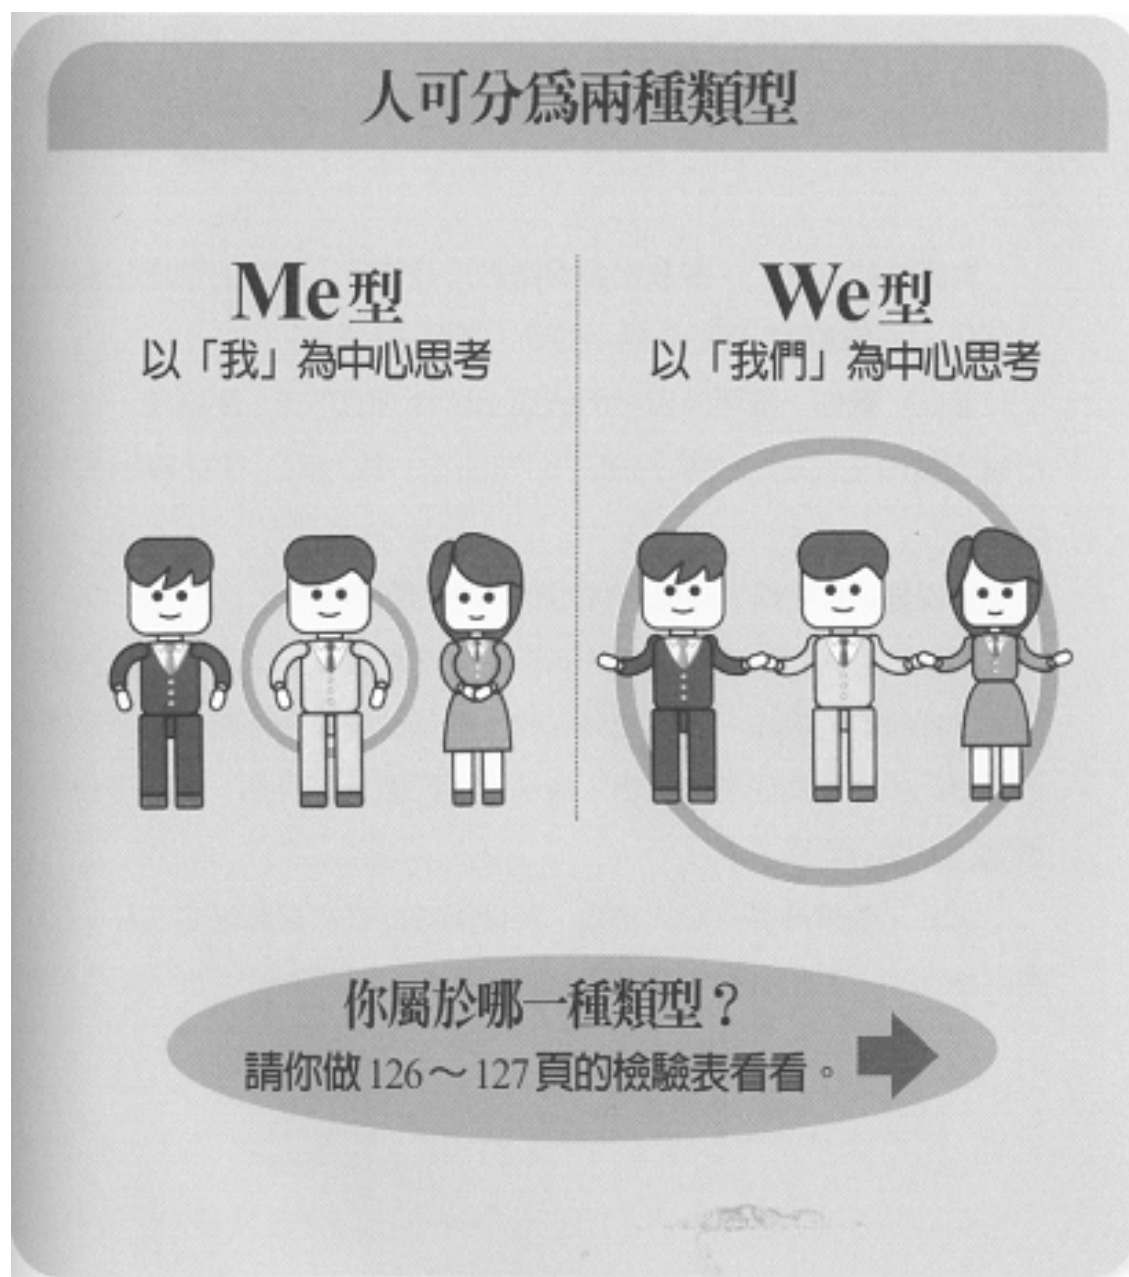 人可分爲兩種類型
Me型
以「我」為中心思考
We型
以「我們」為中心思考
你屬於哪一種類型？
請你做126～127頁的檢驗表看看。